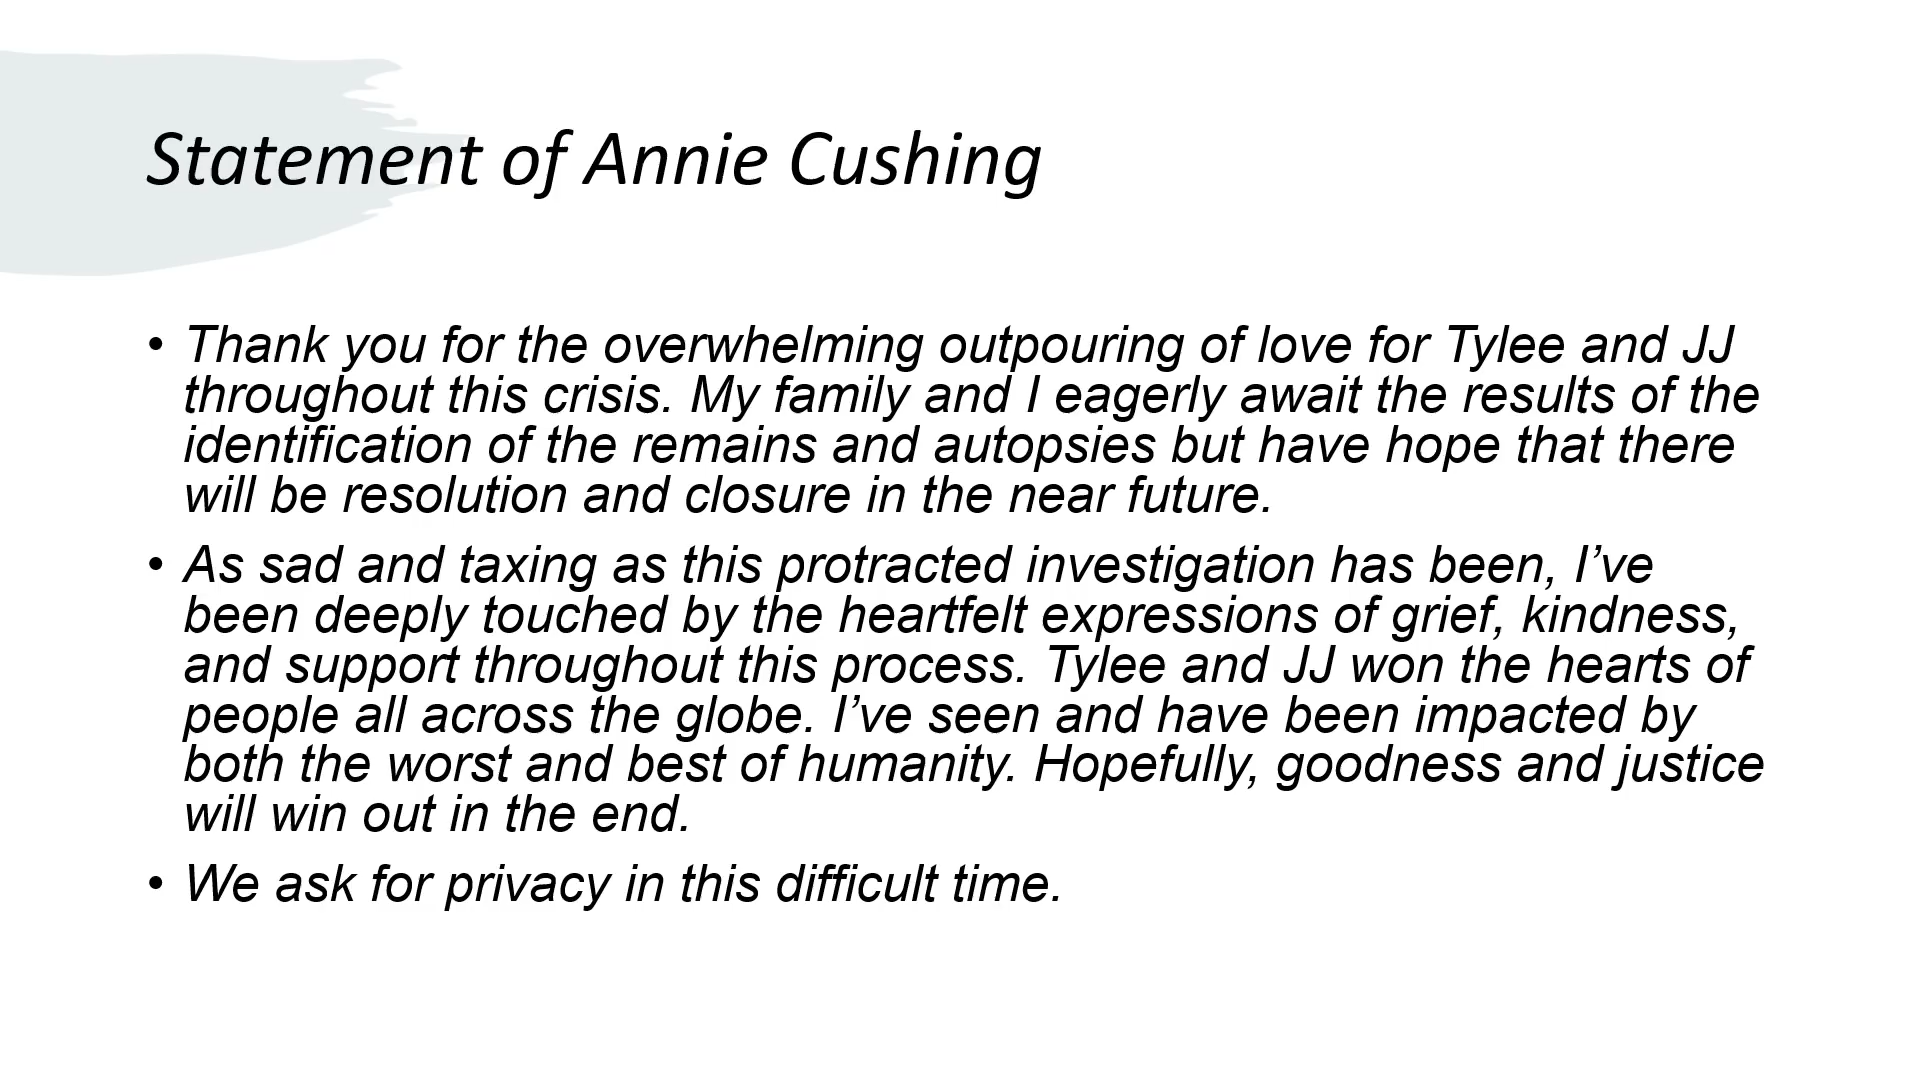 Statement of Annie Cushing
• Thank you for the overwhelming outpouring of love for Tylee and JJ
throughout this crisis. My family and I eagerly await the results of the
identification of the remains and autopsies but have hope that there
will be resolution and closure in the near future.
• As sad and taxing as this protracted investigation has been, I’ve
been deeply touched by the heartfelt expressions of grief, kindness,
and support throughout this process. Tylee and JJ won the hearts of
people all across the globe. I’ve seen and have been impacted by
both the worst and best of humanity. Hopefully, goodness and justice
will win out in the end.
• We ask for privacy in this difficult time.